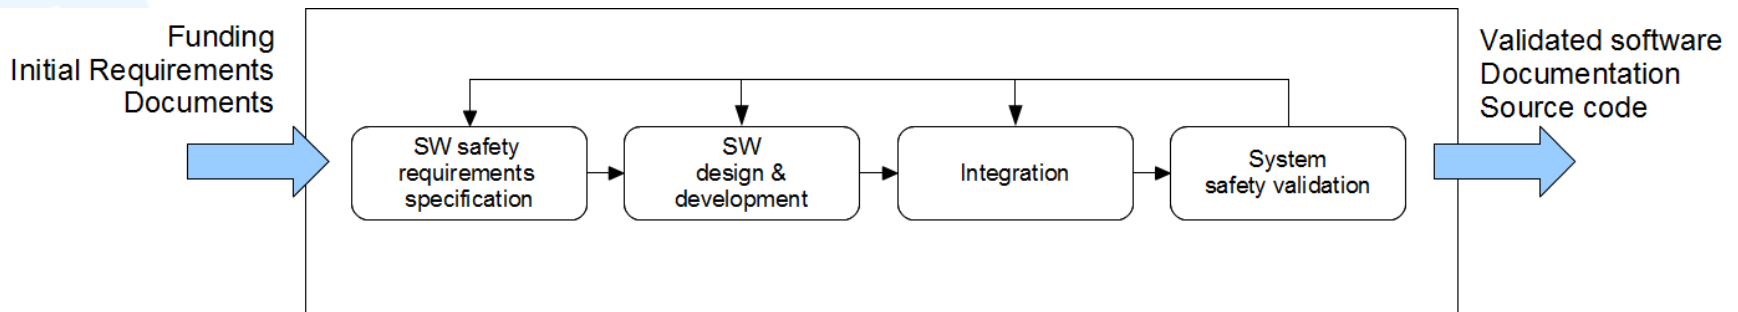 Funding
Initial Requirements
Documents
SW safety
requirements
specification
SW
design &
development
Integration
System
safety validation
Validated software
Documentation
Source code